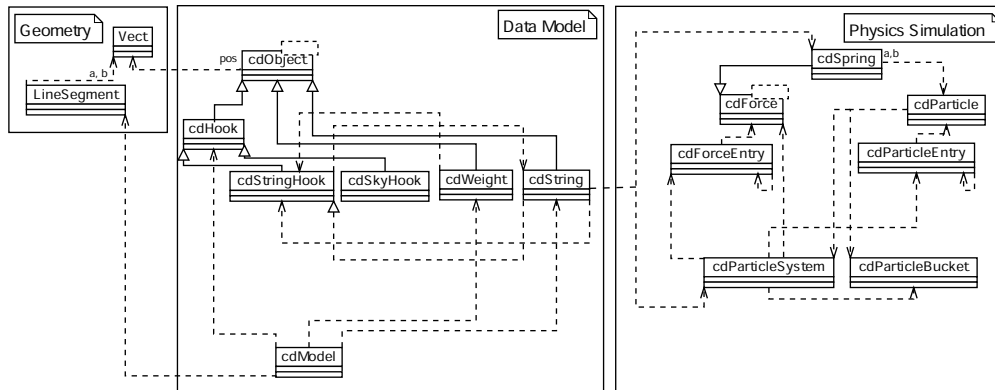 Geometry
Vect
a, b
LineSegment
Data Model
pos
cdObject
cdHook
cdStringHook
cdSkyHook
cdWeight
cdString
cdModel
Physics Simulation
cdSpring
a,b
cdForce
cdParticle
cdForceEntry
cdParticleEntry
cdParticleSystem
cdParticleBucket